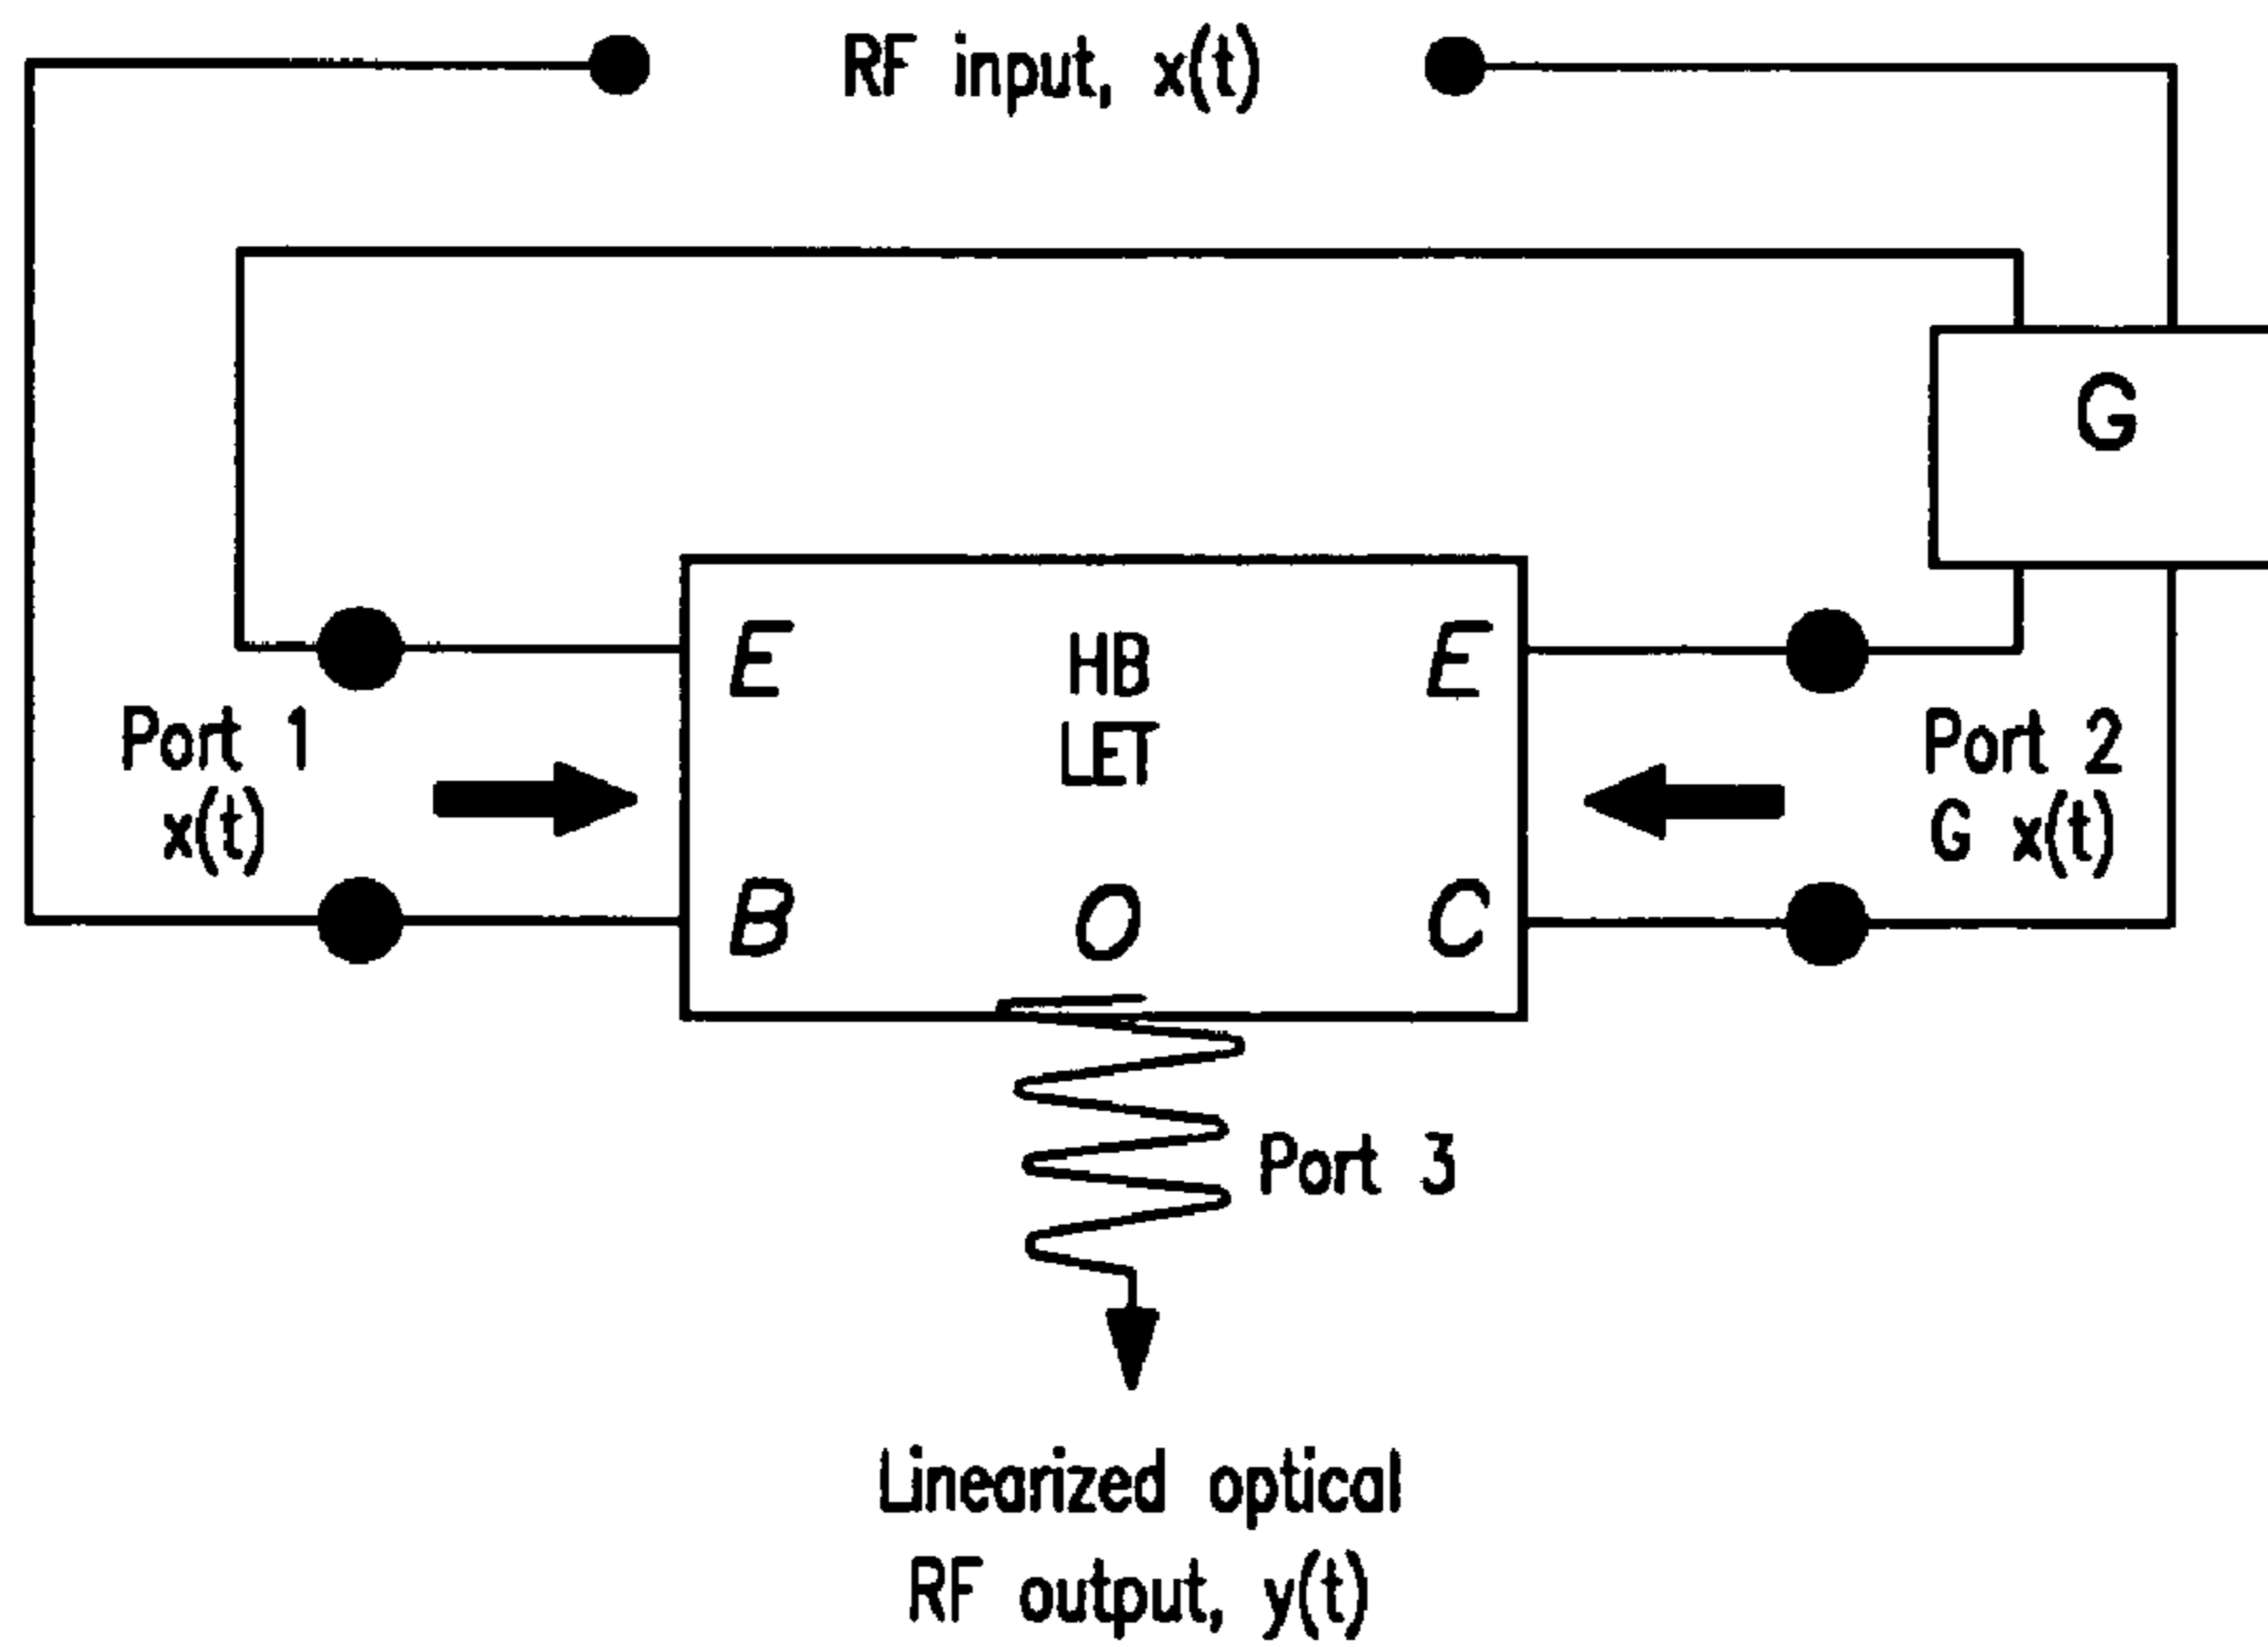 RF input, x(t)
G
E HB E
LET
Port 1
x(t)
Port 2
G x(t)
B O C
Port 3
Linearized optical
RF output, y(t)